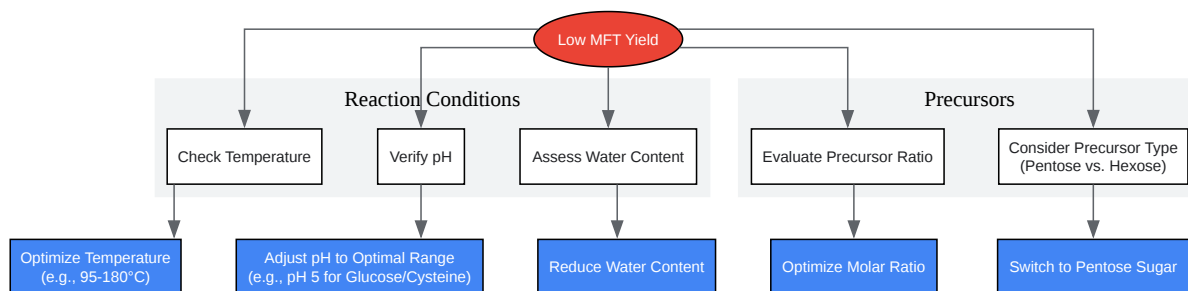 Low MFT Yield
Reaction Conditions
Precursors
Check Temperature
Verify pH
Assess Water Content
Evaluate Precursor Ratio
Consider Precursor Type
(Pentose vs. Hexose)
Optimize Temperature
(e.g., 95-180°C)
Adjust pH to Optimal Range
(e.g., pH 5 for Glucose/Cysteine)
Reduce Water Content
Optimize Molar Ratio
Switch to Pentose Sugar